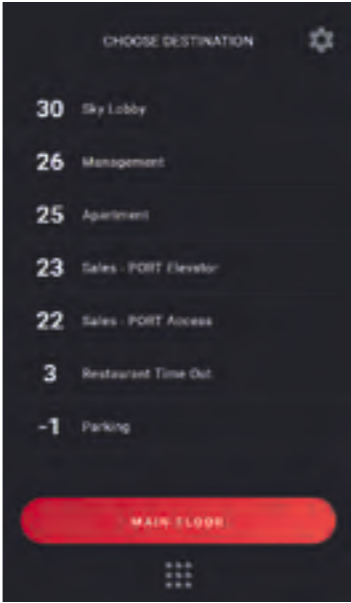 CHOOSE DESTINATION
30 Sky Lobby
26 Management
25 Apartment
23 Sales - PORT Elevator
22 Sales - PORT Access
3 Restaurant Time Out
-1 Parking
MAIN FLOOR